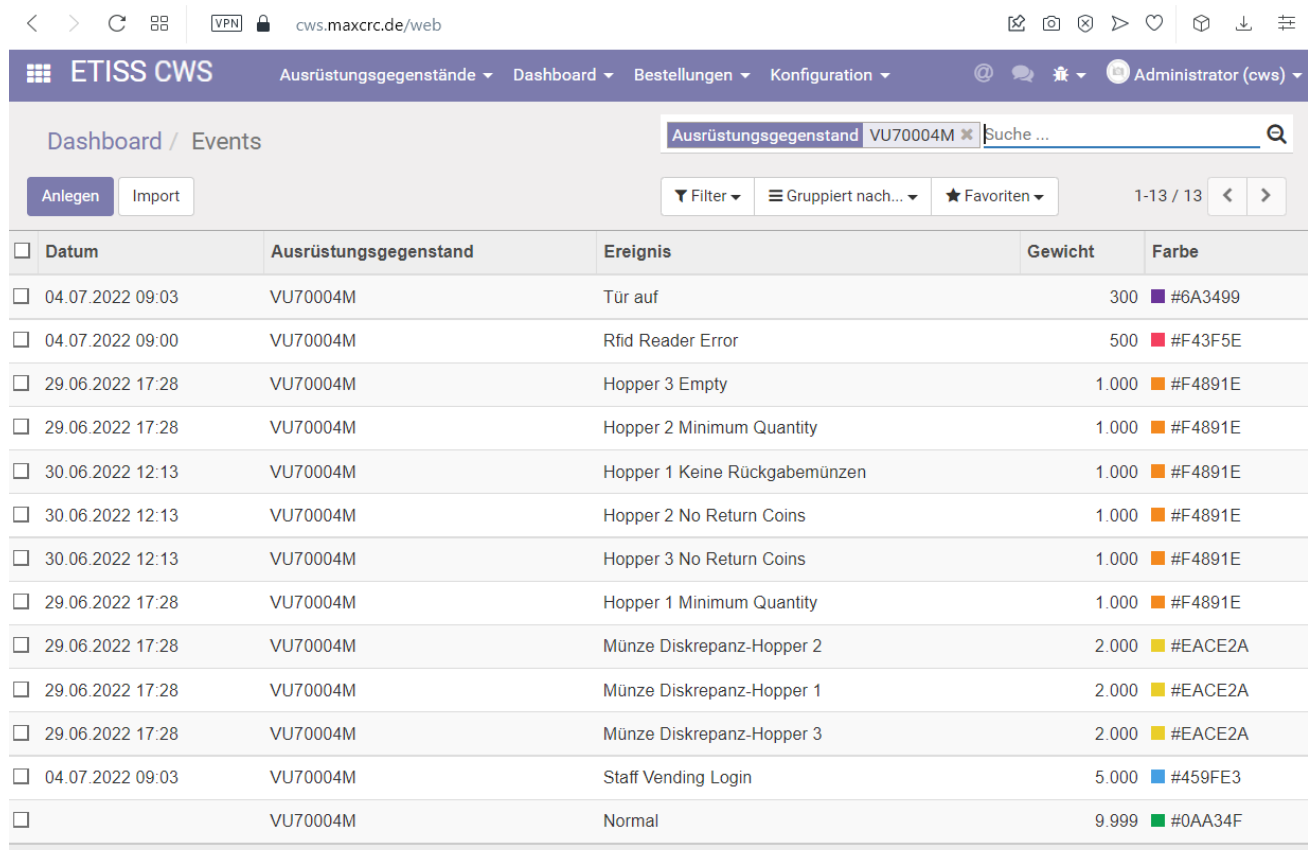 VPN cws.maxcrc.de/web
ETISS CWS Ausrüstungsgegenstände Dashboard Bestellungen Konfiguration @ Administrator (cws)
Dashboard / Events Ausrüstungsgegenstand VU70004M Suche ...
Anlegen Import Filter Gruppiert nach... Favoriten 1-13 / 13
Datum Ausrüstungsgegenstand Ereignis Gewicht Farbe
04.07.2022 09:03 VU70004M Tür auf 300 #6A3499
04.07.2022 09:00 VU70004M Rfid Reader Error 500 #F43F5E
29.06.2022 17:28 VU70004M Hopper 3 Empty 1.000 #F4891E
29.06.2022 17:28 VU70004M Hopper 2 Minimum Quantity 1.000 #F4891E
30.06.2022 12:13 VU70004M Hopper 1 Keine Rückgabemünzen 1.000 #F4891E
30.06.2022 12:13 VU70004M Hopper 2 No Return Coins 1.000 #F4891E
30.06.2022 12:13 VU70004M Hopper 3 No Return Coins 1.000 #F4891E
29.06.2022 17:28 VU70004M Hopper 1 Minimum Quantity 1.000 #F4891E
29.06.2022 17:28 VU70004M Münze Diskrepanz-Hopper 2 2.000 #EACE2A
29.06.2022 17:28 VU70004M Münze Diskrepanz-Hopper 1 2.000 #EACE2A
29.06.2022 17:28 VU70004M Münze Diskrepanz-Hopper 3 2.000 #EACE2A
04.07.2022 09:03 VU70004M Staff Vending Login 5.000 #459FE3
VU70004M Normal 9.999 #0AA34F